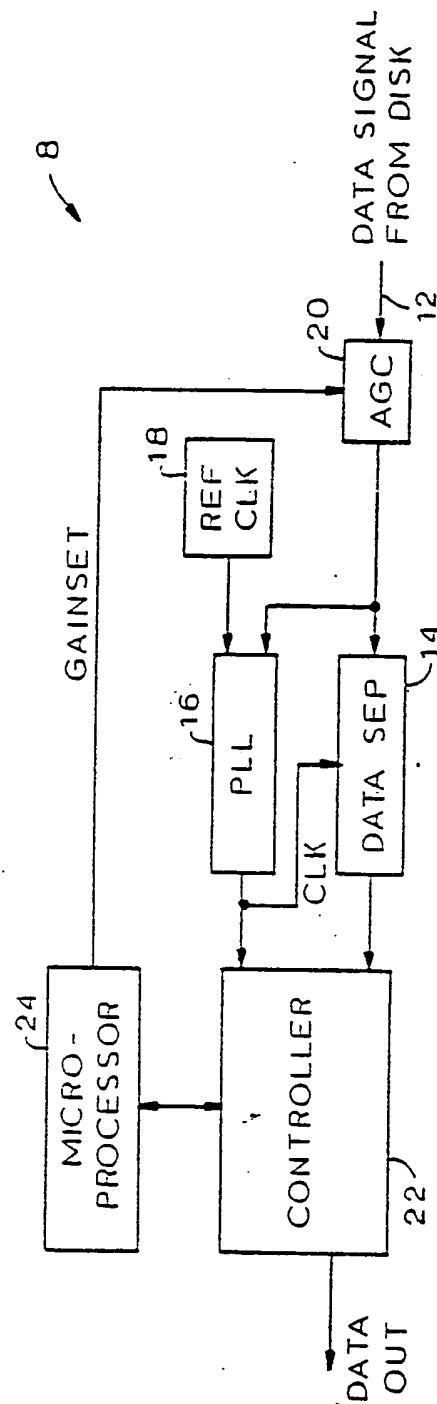 8
24
MICRO-
PROCESSOR
GAINSET
16
PLL
18
REF
CLK
20
AGC
12
DATA SIGNAL
FROM DISK
CONTROLLER
22
CLK
DATA SEP
14
DATA
OUT